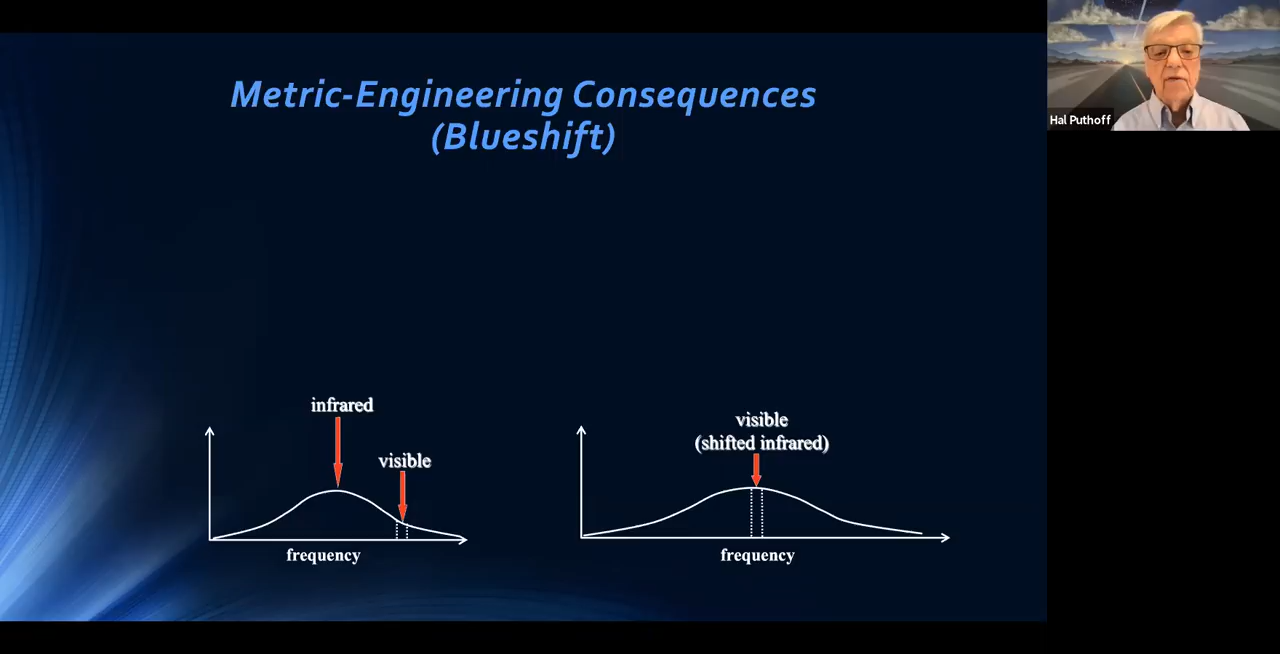 Metric-Engineering Consequences
(Blueshift)
Hal Puthoff
infrared
visible
frequency
visible
(shifted infrared)
frequency